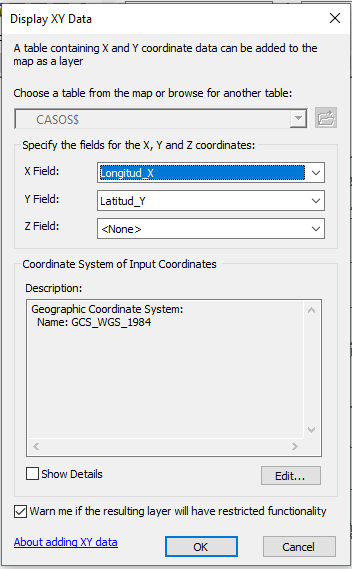 Display XY Data
A table containing X and Y coordinate data can be added to the
map as a layer
Choose a table from the map or browse for another table:
CASOS$
Specify the fields for the X, Y and Z coordinates:
X Field:
Longitud_X
Y Field:
Latitud_Y
Z Field:
<None>
Coordinate System of Input Coordinates
Description:
Geographic Coordinate System:
Name: GCS_WGS_1984
Show Details
Edit...
Warn me if the resulting layer will have restricted functionality
About adding XY data
OK
Cancel